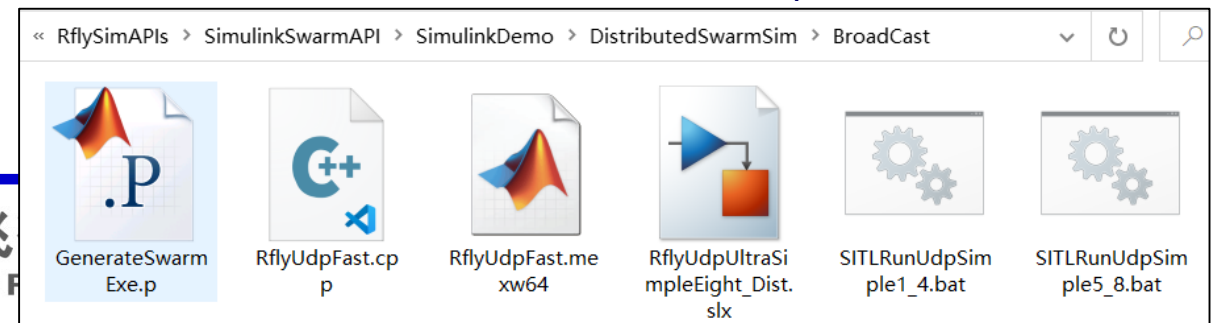 « RflySimAPIs > SimulinkSwarmAPI > SimulinkDemo > DistributedSwarmSim > BroadCast
.P
C++
GenerateSwarm
Exe.p
RflyUdpFast.cp
p
RflyUdpFast.me
xw64
RflyUdpUltraSi
mpleEight_Dist.
slx
SITLRunUdpSim
ple1_4.bat
SITLRunUdpSim
ple5_8.bat